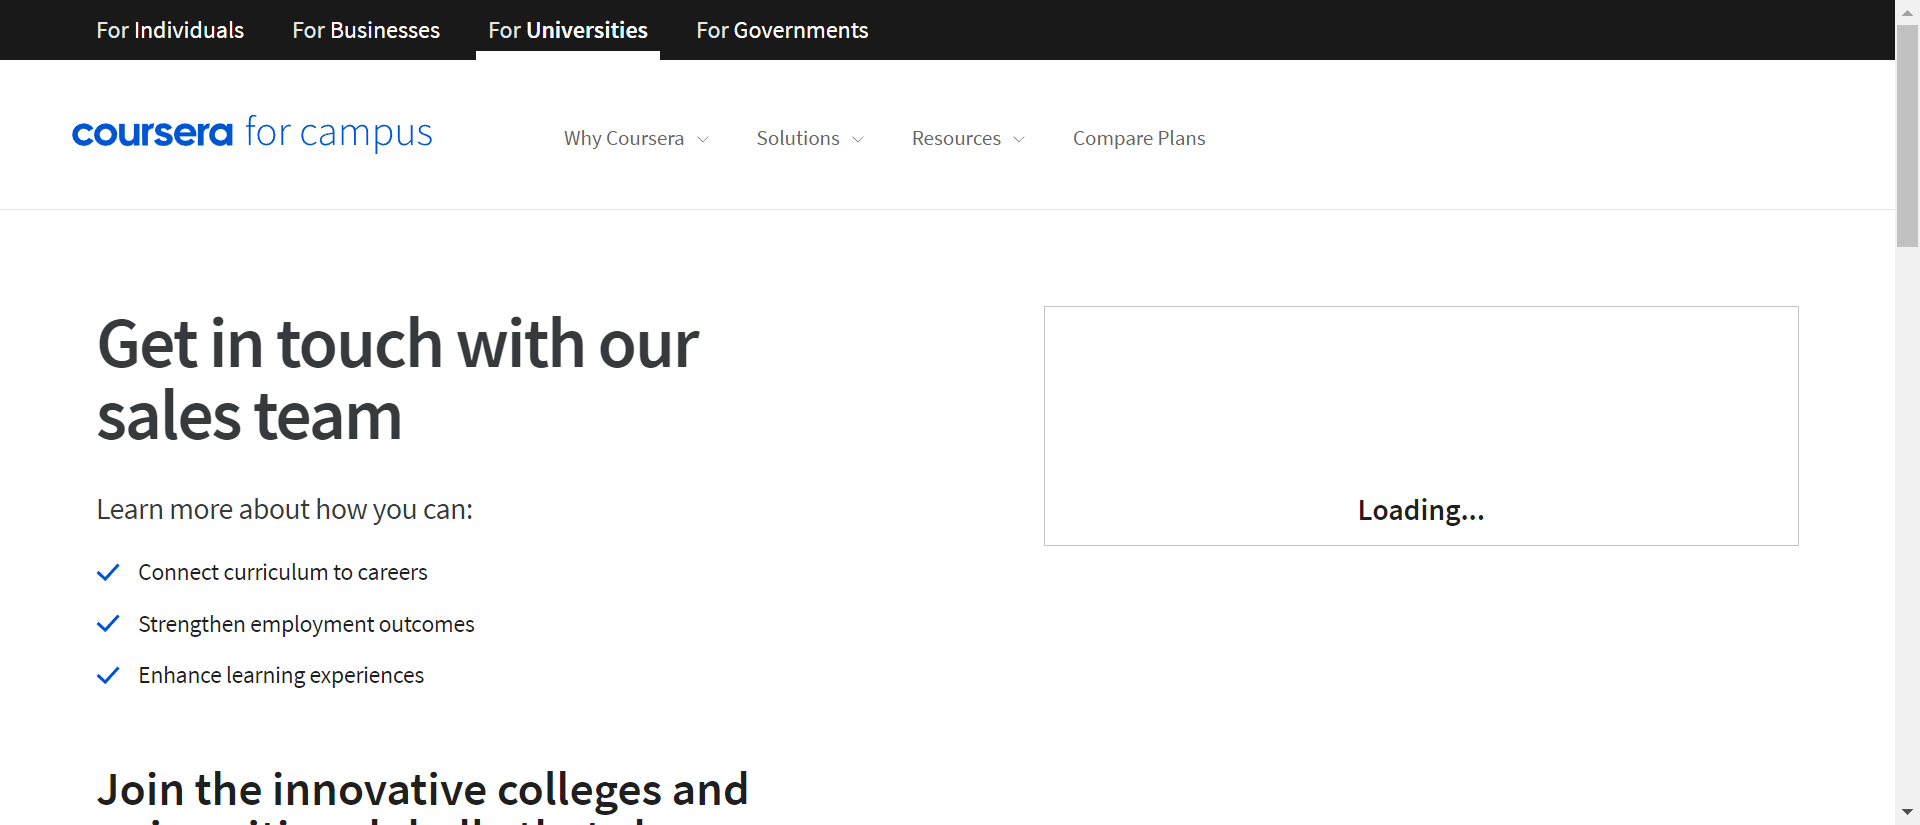 For Individuals For Businesses For Universities For Governments
coursera for campus Why Coursera Solutions Resources Compare Plans
Get in touch with our
sales team
Learn more about how you can:
Connect curriculum to careers
Strengthen employment outcomes
Enhance learning experiences
Loading...
Join the innovative colleges and